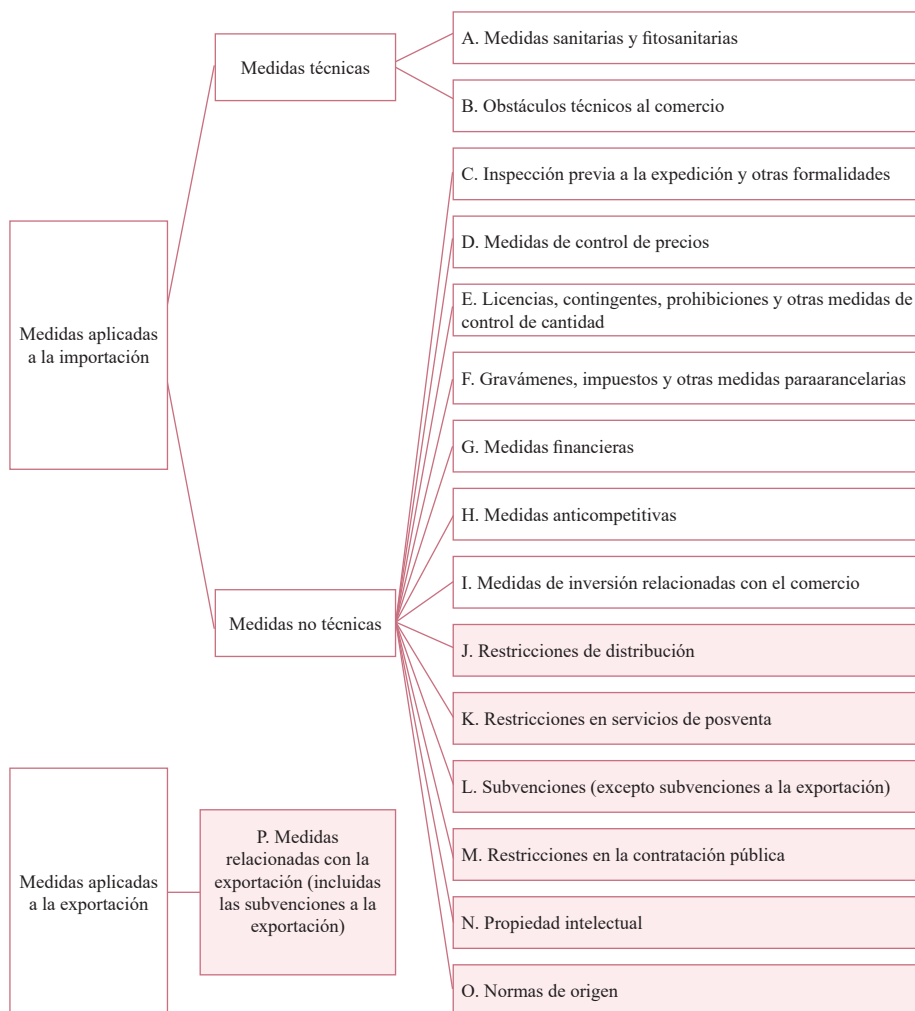 Medidas aplicadas
a la importación
Medidas técnicas
A. Medidas sanitarias y fitosanitarias
B. Obstáculos técnicos al comercio
Medidas no técnicas
C. Inspección previa a la expedición y otras formalidades
D. Medidas de control de precios
E. Licencias, contingentes, prohibiciones y otras medidas de
control de cantidad
F. Gravámenes, impuestos y otras medidas paraarancelarias
G. Medidas financieras
H. Medidas anticompetitivas
I. Medidas de inversión relacionadas con el comercio
J. Restricciones de distribución
K. Restricciones en servicios de posventa
L. Subvenciones (excepto subvenciones a la exportación)
M. Restricciones en la contratación pública
N. Propiedad intelectual
O. Normas de origen
Medidas aplicadas
a la exportación
P. Medidas
relacionadas con la
exportación (incluidas
las subvenciones a la
exportación)